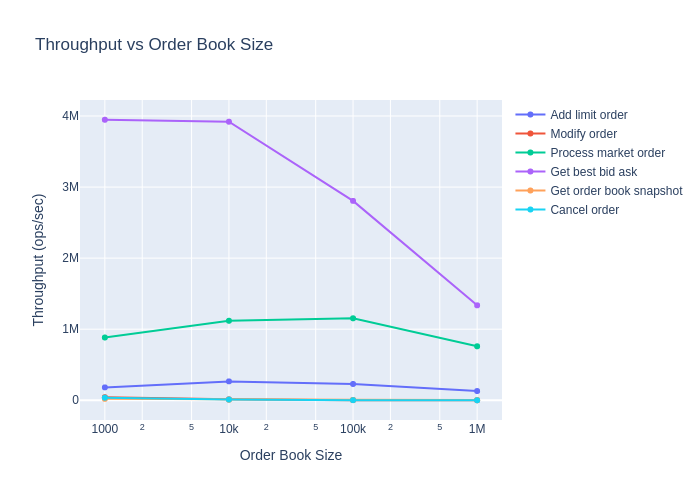 Throughput vs Order Book Size
4M
3M
2M
1M
0
Throughput (ops/sec)
1000 2 5 10k 2 5 100k 2 5 1M
Order Book Size
Add limit order
Modify order
Process market order
Get best bid ask
Get order book snapshot
Cancel order